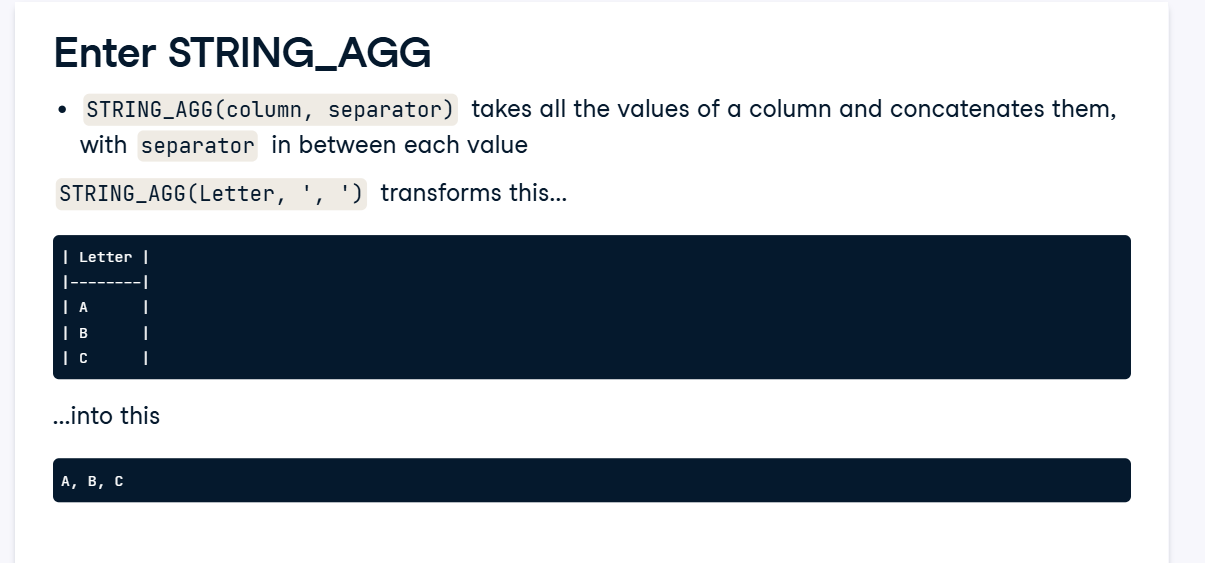 Enter STRING_AGG
• STRING_AGG(column, separator) takes all the values of a column and concatenates them,
with separator in between each value
STRING_AGG(Letter, ', ') transforms this...
| Letter |
|--------|
| A      |
| B      |
| C      |
...into this
A, B, C